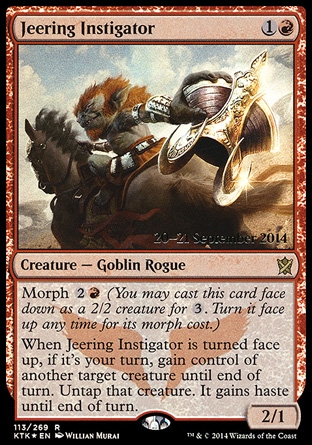 Jeering Instigator 1
20–21 September 2014
Creature — Goblin Rogue
Morph 2 (You may cast this card face
down as a 2/2 creature for 3. Turn it face
up any time for its morph cost.)
When Jeering Instigator is turned face
up, if it's your turn, gain control of
another target creature until end of
turn. Untap that creature. It gains haste
until end of turn.
2/1
113/269 R
KTK ★ EN Willian Murai
™ & © 2014 Wizards of the Coast